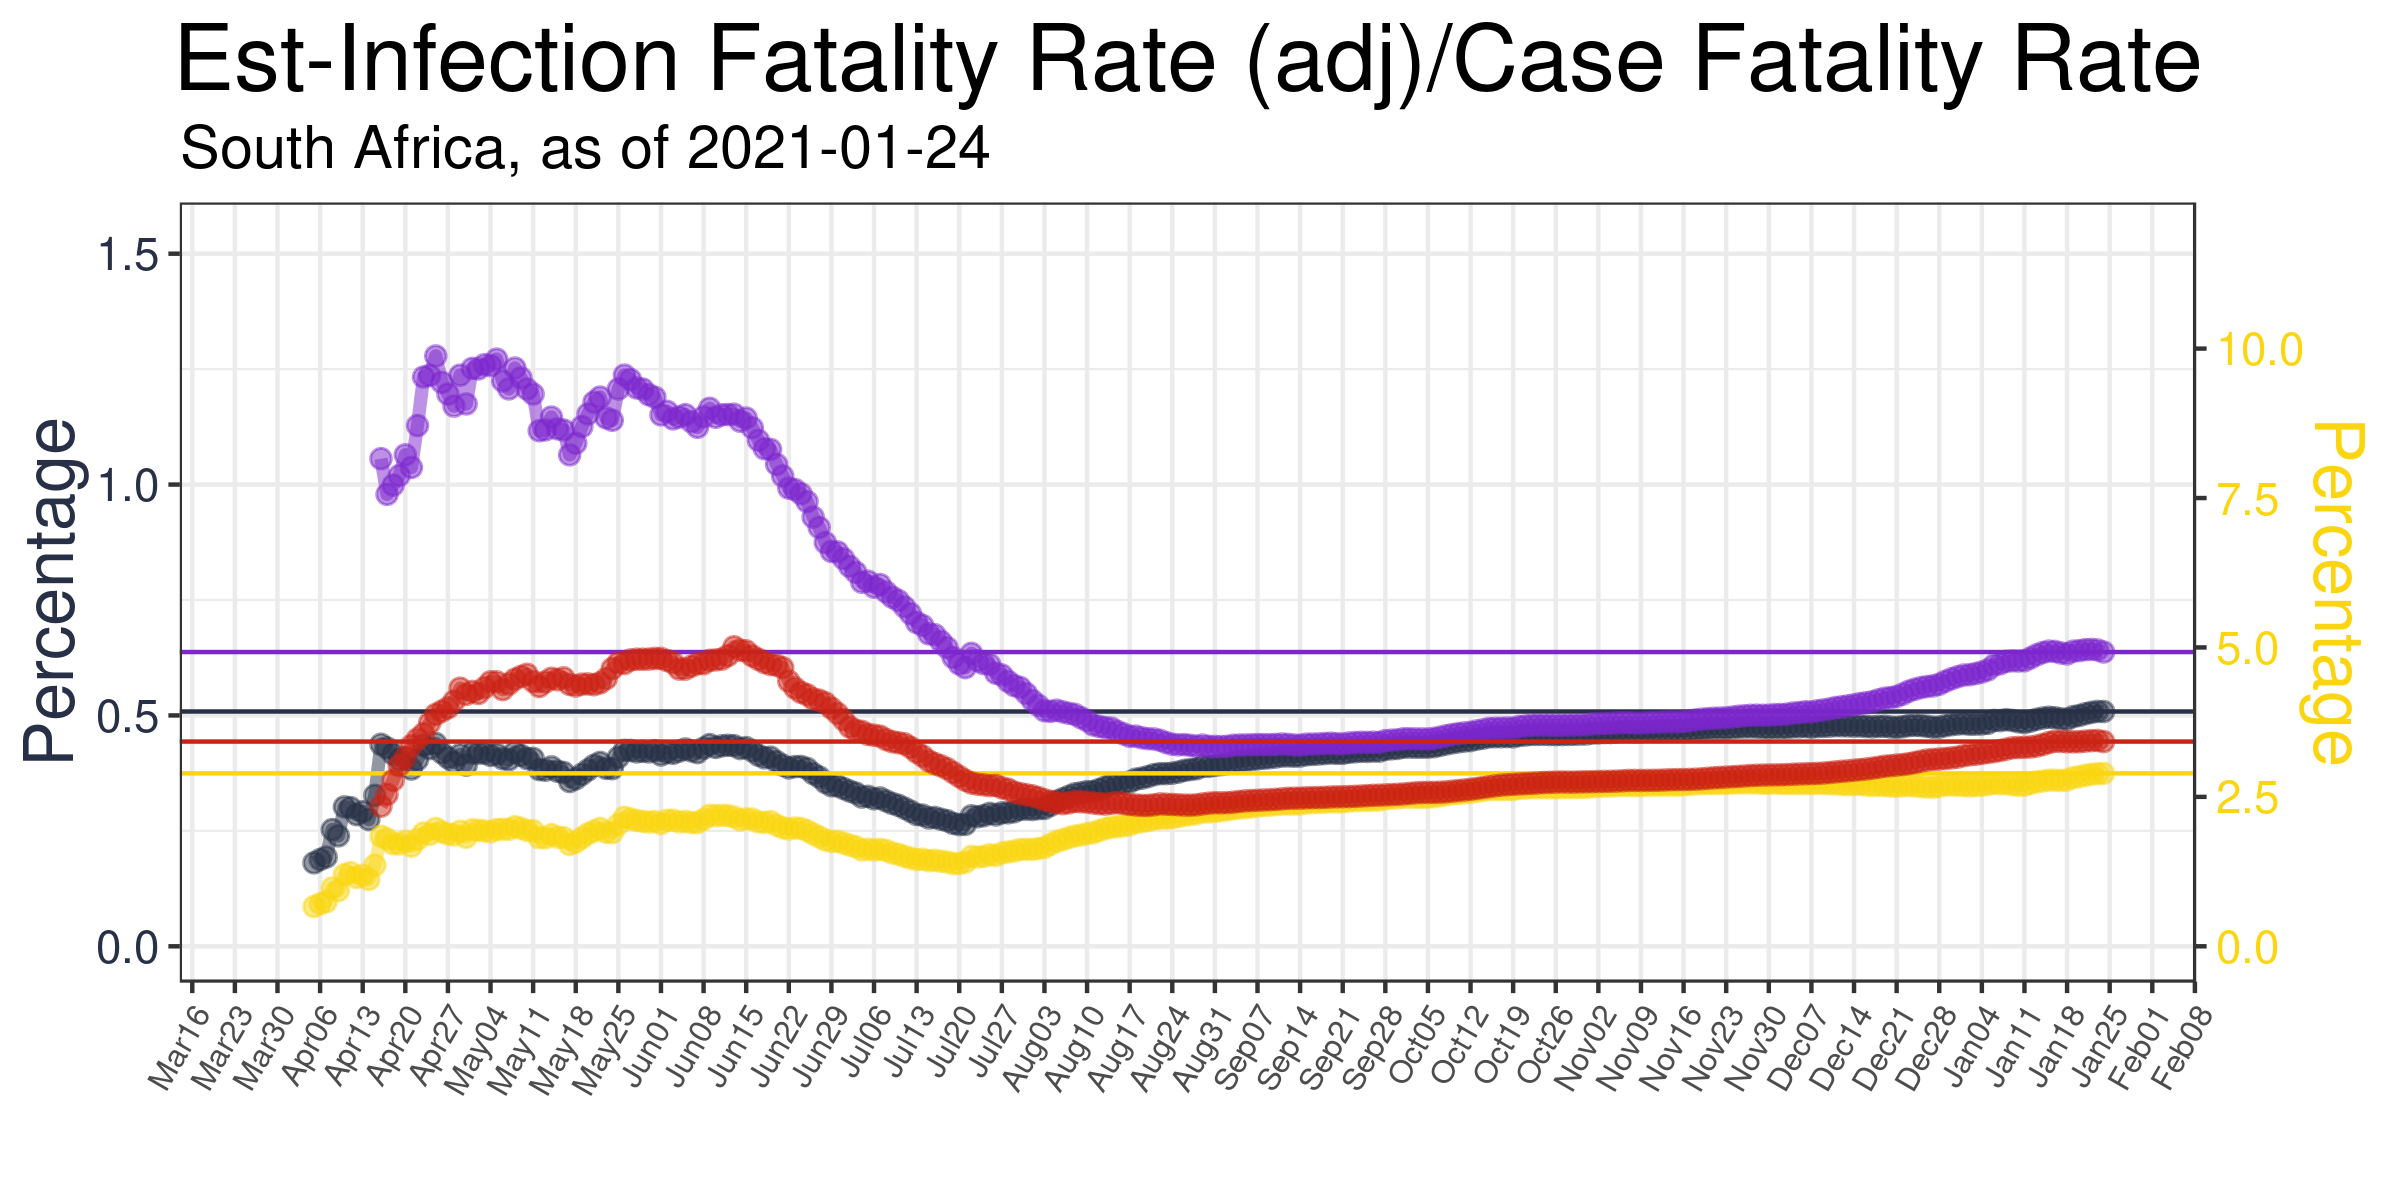 Est-Infection Fatality Rate (adj)/Case Fatality Rate
South Africa, as of 2021-01-24
Percentage
1.5
1.0
0.5
0.0
10.0
7.5
5.0
2.5
0.0
Percentage
Mar16 Mar23 Mar30 Apr06 Apr13 Apr20 Apr27 May04 May11 May18 May25 Jun01 Jun08 Jun15 Jun22 Jun29 Jul06 Jul13 Jul20 Jul27 Aug03 Aug10 Aug17 Aug24 Aug31 Sep07 Sep14 Sep21 Sep28 Oct05 Oct12 Oct19 Oct26 Nov02 Nov09 Nov16 Nov23 Nov30 Dec07 Dec14 Dec21 Dec28 Jan04 Jan11 Jan18 Jan25 Feb01 Feb08